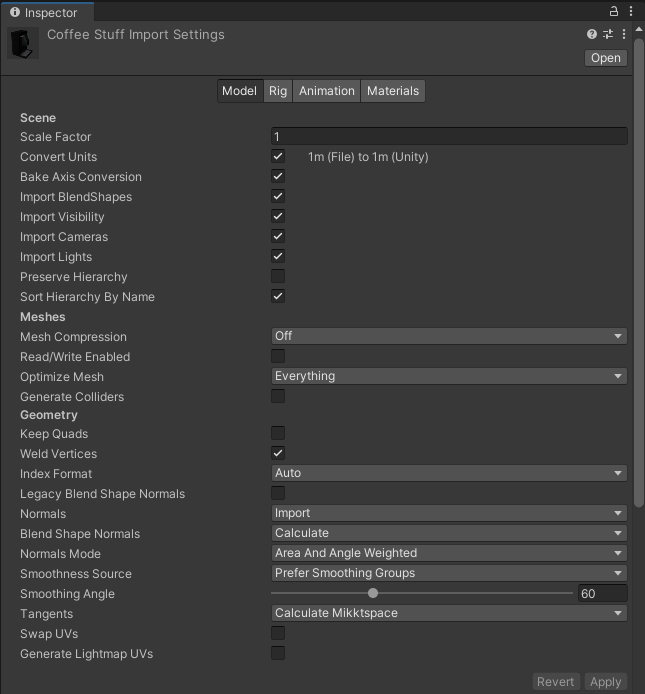 Inspector
Coffee Stuff Import Settings
Open
Model Rig Animation Materials
Scene
Scale Factor 1
Convert Units 1m (File) to 1m (Unity)
Bake Axis Conversion
Import BlendShapes
Import Visibility
Import Cameras
Import Lights
Preserve Hierarchy
Sort Hierarchy By Name
Meshes
Mesh Compression Off
Read/Write Enabled
Optimize Mesh Everything
Generate Colliders
Geometry
Keep Quads
Weld Vertices
Index Format Auto
Legacy Blend Shape Normals
Normals Import
Blend Shape Normals Calculate
Normals Mode Area And Angle Weighted
Smoothness Source Prefer Smoothing Groups
Smoothing Angle 60
Tangents Calculate Mikktspace
Swap UVs
Generate Lightmap UVs
Revert Apply